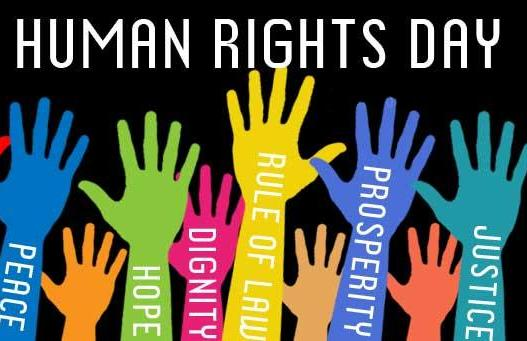 HUMAN RIGHTS DAY
PEACE
HOPE
DIGNITY
RULE OF LAW
PROSPERITY
JUSTICE